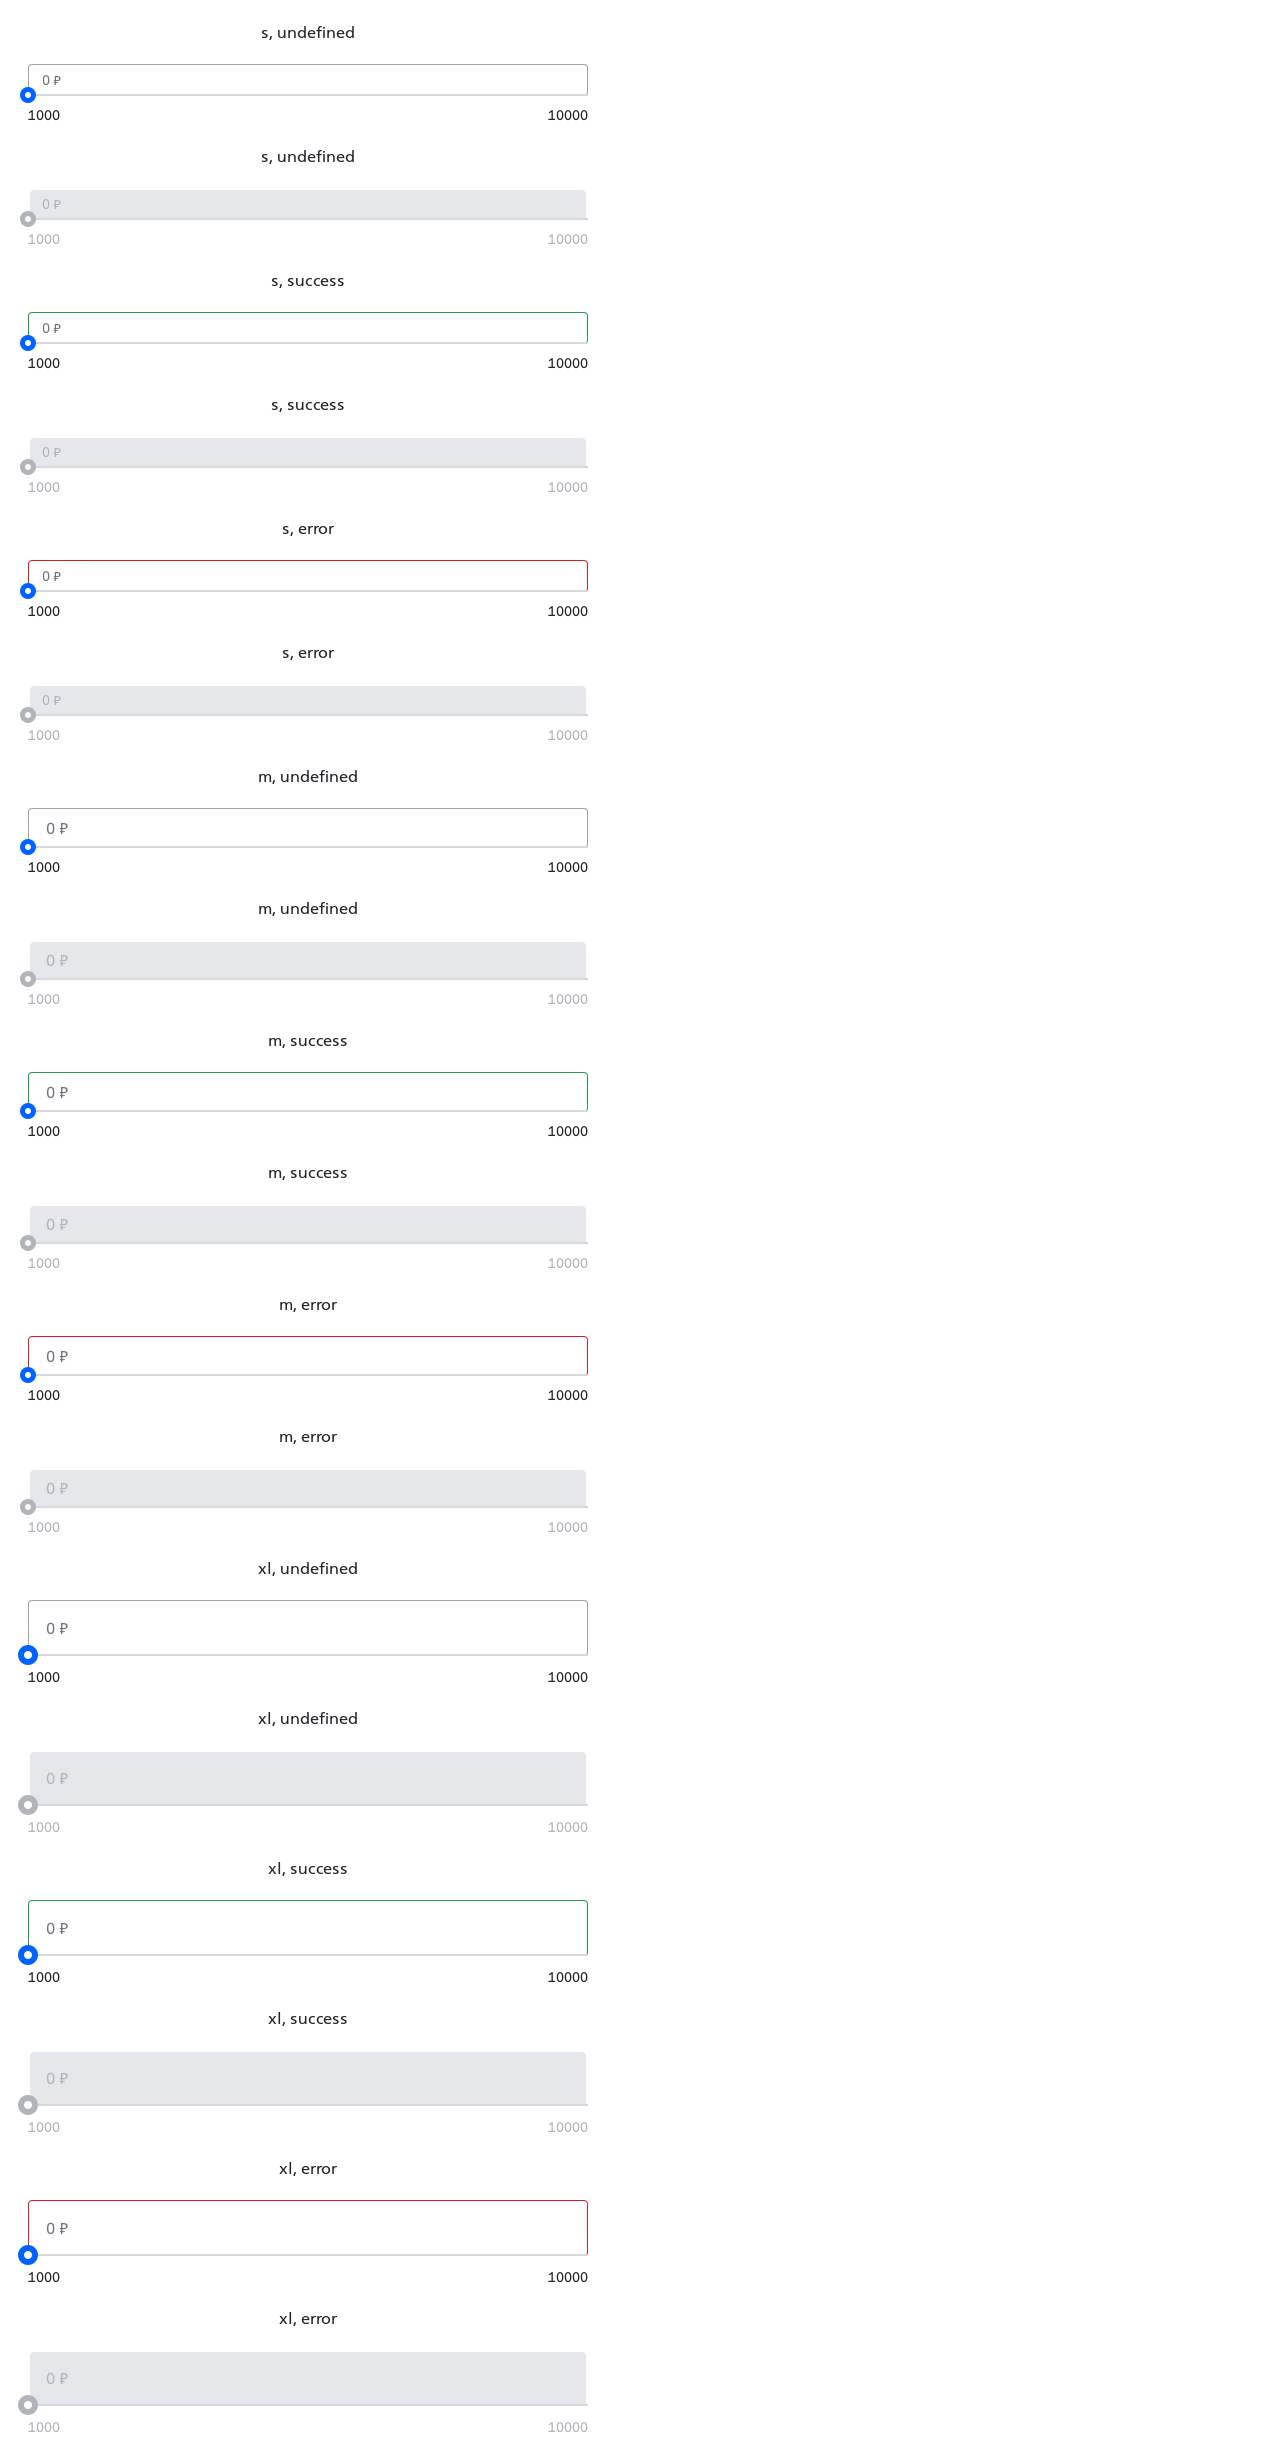 s, undefined
0 ₽
1000 10000
s, undefined
0 ₽
1000 10000
s, success
0 ₽
1000 10000
s, success
0 ₽
1000 10000
s, error
0 ₽
1000 10000
s, error
0 ₽
1000 10000
m, undefined
0 ₽
1000 10000
m, undefined
0 ₽
1000 10000
m, success
0 ₽
1000 10000
m, success
0 ₽
1000 10000
m, error
0 ₽
1000 10000
m, error
0 ₽
1000 10000
xl, undefined
0 ₽
1000 10000
xl, undefined
0 ₽
1000 10000
xl, success
0 ₽
1000 10000
xl, success
0 ₽
1000 10000
xl, error
0 ₽
1000 10000
xl, error
0 ₽
1000 10000